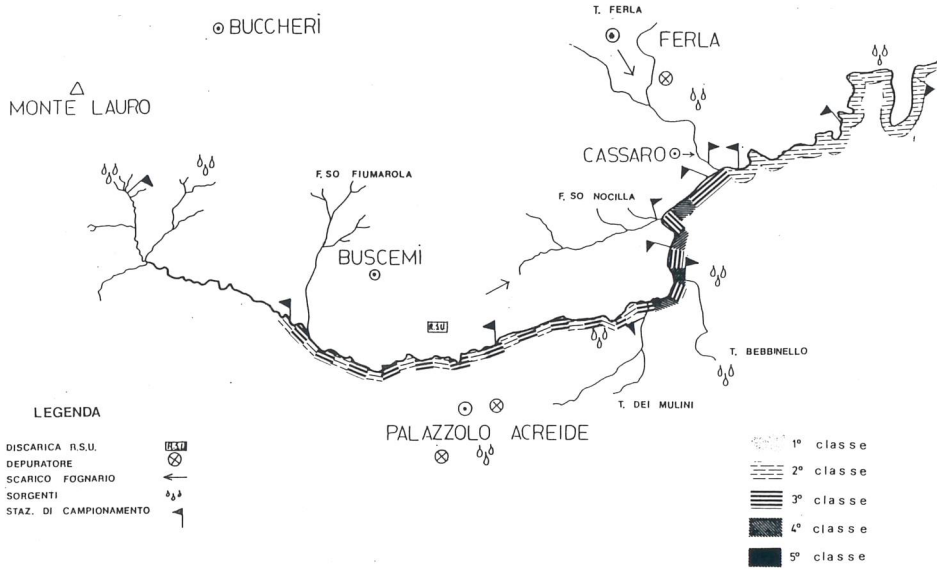 BUCCHERI
MONTE LAURO
T. FERLA
FERLA
CASSARO
F.SO FIUMAROLA
F. SO NOCILLA
BUSCEMI
R.S.U
T. BEBBINELLO
T. DEI MULINI
PALAZZOLO ACREIDE
LEGENDA
DISCARICA R.S.U. R.S.U
DEPURATORE
SCARICO FOGNARIO
SORGENTI
STAZ. DI CAMPIONAMENTO
1° classe
2° classe
3° classe
4° classe
5° classe